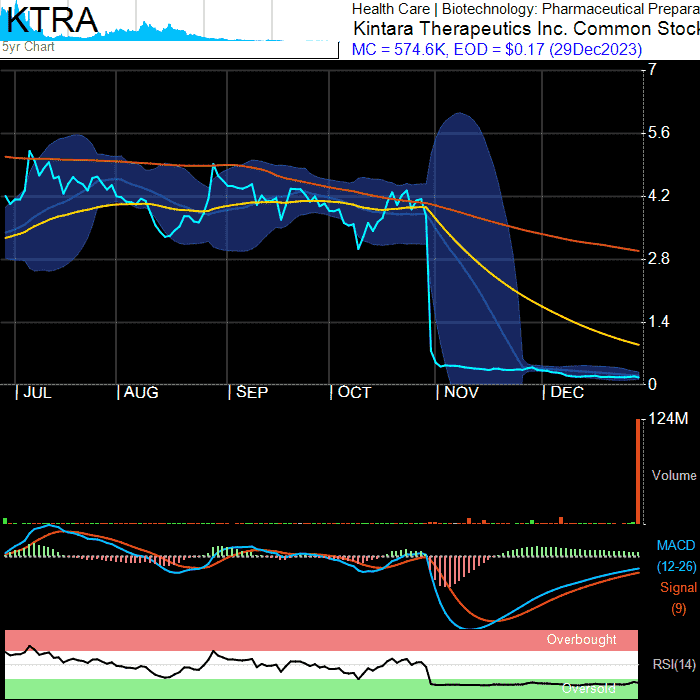 KTRA
5yr Chart
Health Care | Biotechnology: Pharmaceutical Prepara
Kintara Therapeutics Inc. Common Stock
MC = 574.6K, EOD = $0.17 (29Dec2023)
7
5.6
4.2
2.8
1.4
0
| JUL | AUG | SEP | OCT | NOV | DEC
124M
Volume
MACD
(12-26)
Signal
(9)
Overbought
RSI(14)
Oversold